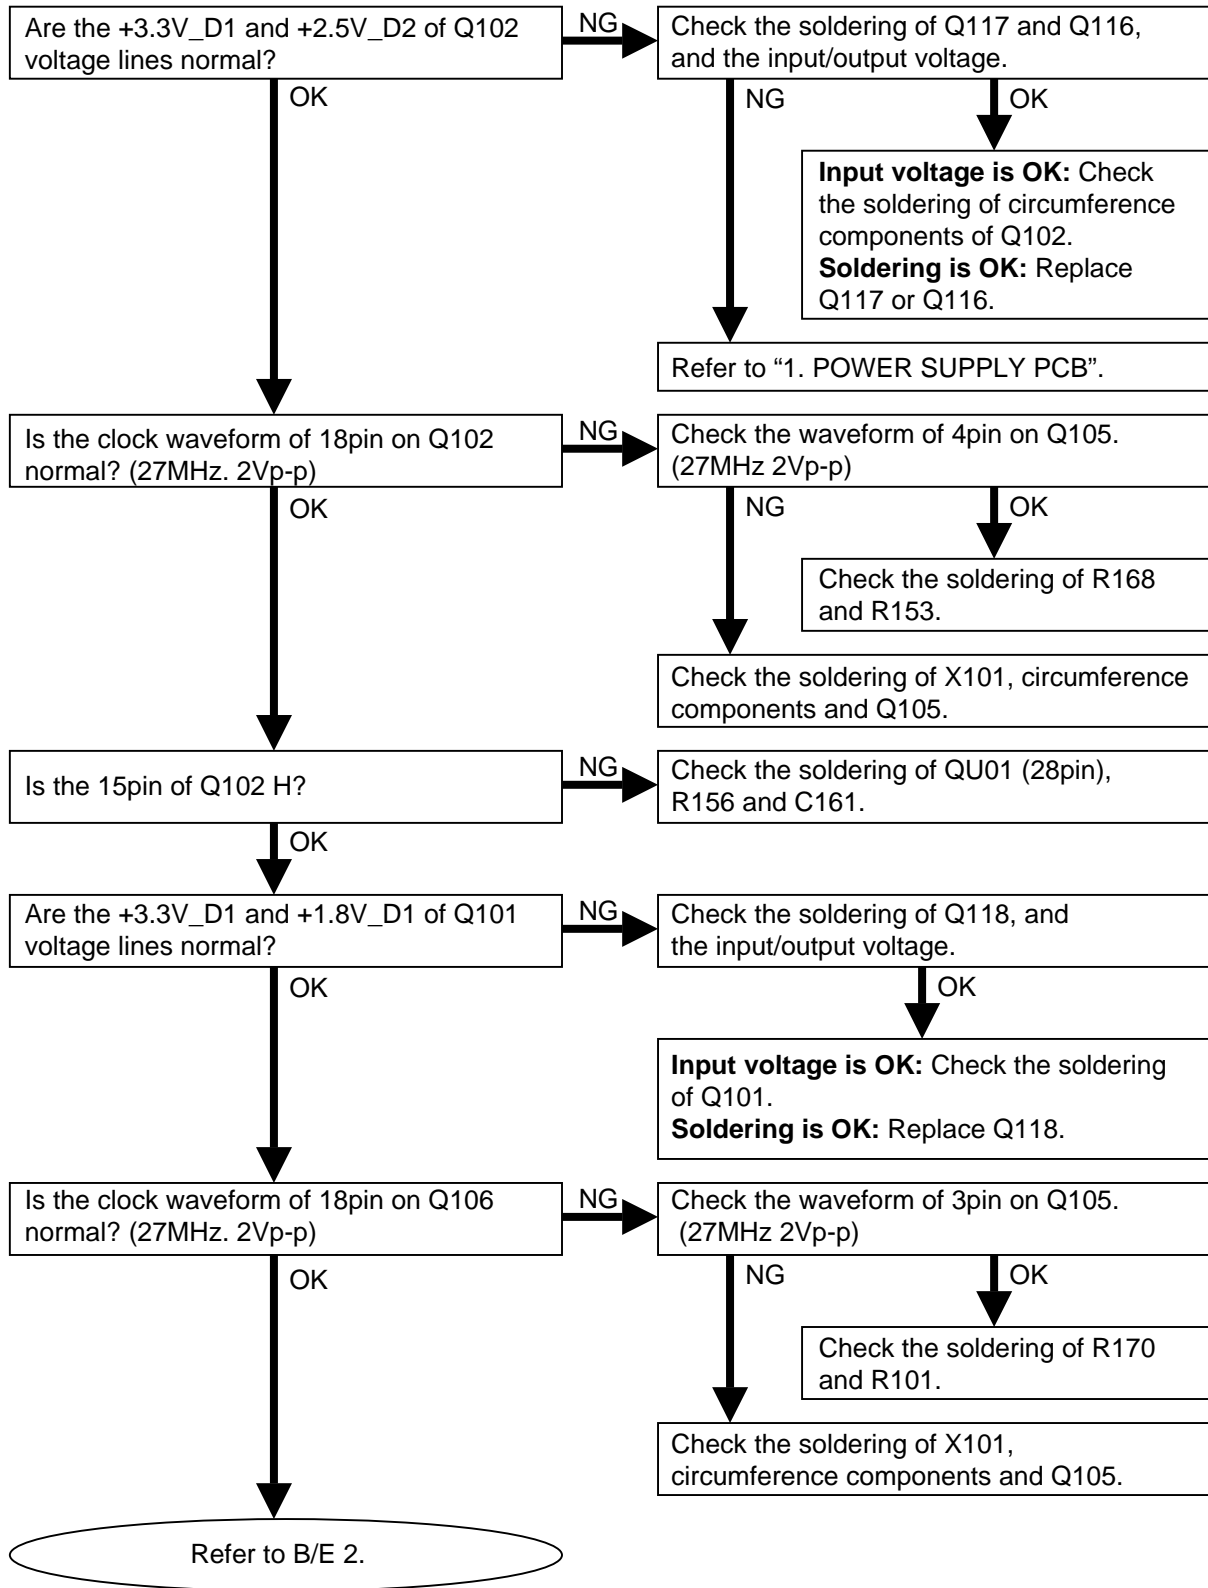 Are the +3.3V_D1 and +2.5V_D2 of Q102
voltage lines normal?
NG
Check the soldering of Q117 and Q116,
and the input/output voltage.
OK
NG
OK
Input voltage is OK: Check
the soldering of circumference
components of Q102.
Soldering is OK: Replace
Q117 or Q116.
Refer to “1. POWER SUPPLY PCB”.
Is the clock waveform of 18pin on Q102
normal? (27MHz. 2Vp-p)
NG
Check the waveform of 4pin on Q105.
(27MHz 2Vp-p)
OK
NG
OK
Check the soldering of R168
and R153.
Check the soldering of X101, circumference
components and Q105.
Is the 15pin of Q102 H?
NG
Check the soldering of QU01 (28pin),
R156 and C161.
OK
Are the +3.3V_D1 and +1.8V_D1 of Q101
voltage lines normal?
NG
Check the soldering of Q118, and
the input/output voltage.
OK
OK
Input voltage is OK: Check the soldering
of Q101.
Soldering is OK: Replace Q118.
Is the clock waveform of 18pin on Q106
normal? (27MHz. 2Vp-p)
NG
Check the waveform of 3pin on Q105.
(27MHz 2Vp-p)
OK
NG
OK
Check the soldering of R170
and R101.
Check the soldering of X101,
circumference components and Q105.
Refer to B/E 2.